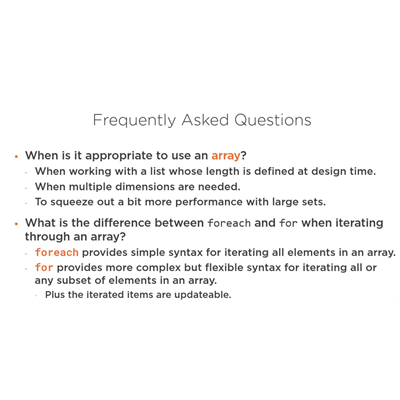 Frequently Asked Questions
• When is it appropriate to use an array?
- When working with a list whose length is defined at design time.
- When multiple dimensions are needed.
- To squeeze out a bit more performance with large sets.
• What is the difference between foreach and for when iterating
through an array?
- foreach provides simple syntax for iterating all elements in an array.
- for provides more complex but flexible syntax for iterating all or
any subset of elements in an array.
- Plus the iterated items are updateable.